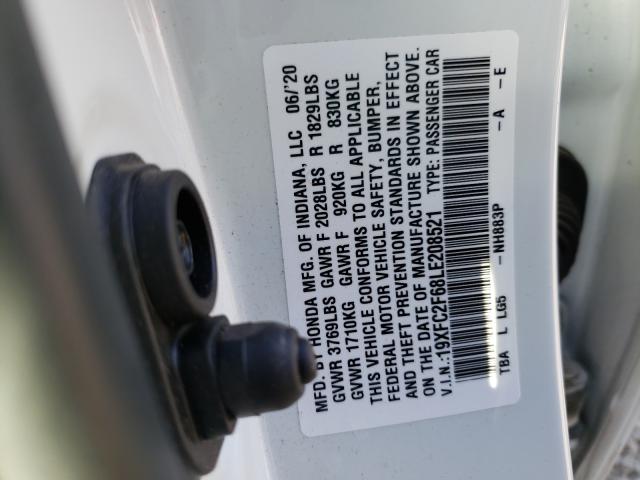 MFD. BY HONDA MFG. OF INDIANA, LLC 06/'20
GVWR 3769LBS GAWR F 2028LBS R 1829LBS
GVWR 1710KG GAWR F 920KG R 830KG
THIS VEHICLE CONFORMS TO ALL APPLICABLE
FEDERAL MOTOR VEHICLE SAFETY, BUMPER,
AND THEFT PREVENTION STANDARDS IN EFFECT
ON THE DATE OF MANUFACTURE SHOWN ABOVE.
V.I.N.:19XFC2F68LE208521 TYPE: PASSENGER CAR
TBA L LG5 -NH883P -A -E